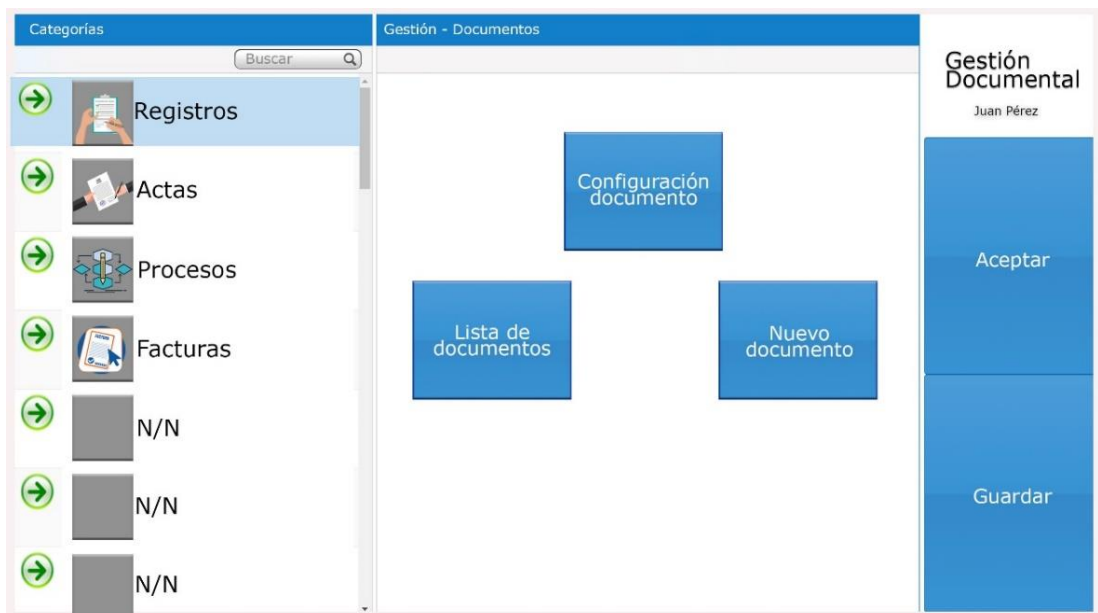 Categorías
Buscar
Registros
Actas
Procesos
Facturas
N/N
N/N
N/N
Gestión - Documentos
Configuración
documento
Lista de
documentos
Nuevo
documento
Gestión
Documental
Juan Pérez
Aceptar
Guardar